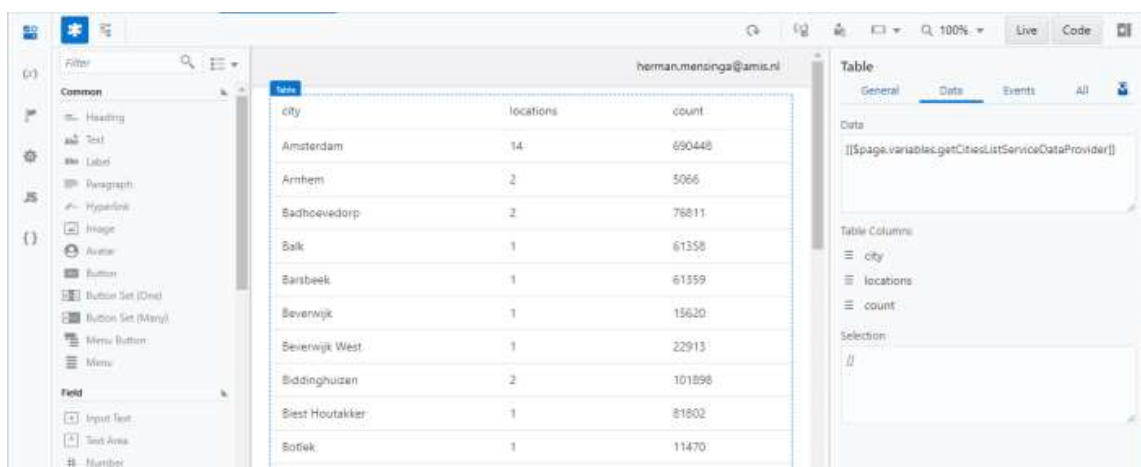 100%
Live
Code
Filter
Common
Heading
Text
Label
Paragraph
Hyperlink
Image
Avatar
Button
Button Set (One)
Button Set (Many)
Menu Button
Menu
Field
Input Text
Text Area
Number
herman.mensinga@amis.nl
Table
city locations count
Amsterdam 14 690448
Arnhem 2 5066
Badhoevedorp 2 76811
Balk 1 61358
Barsbeek 1 61359
Beverwijk 1 15620
Beverwijk West 1 22913
Biddinghuizen 2 101898
Biest Houtakker 1 81802
Botlek 1 11470
Table
General Data Events All
Data
[[$page.variables.getCitiesListServiceDataProvider]]
Table Columns
city
locations
count
Selection
JS
{}
(x)